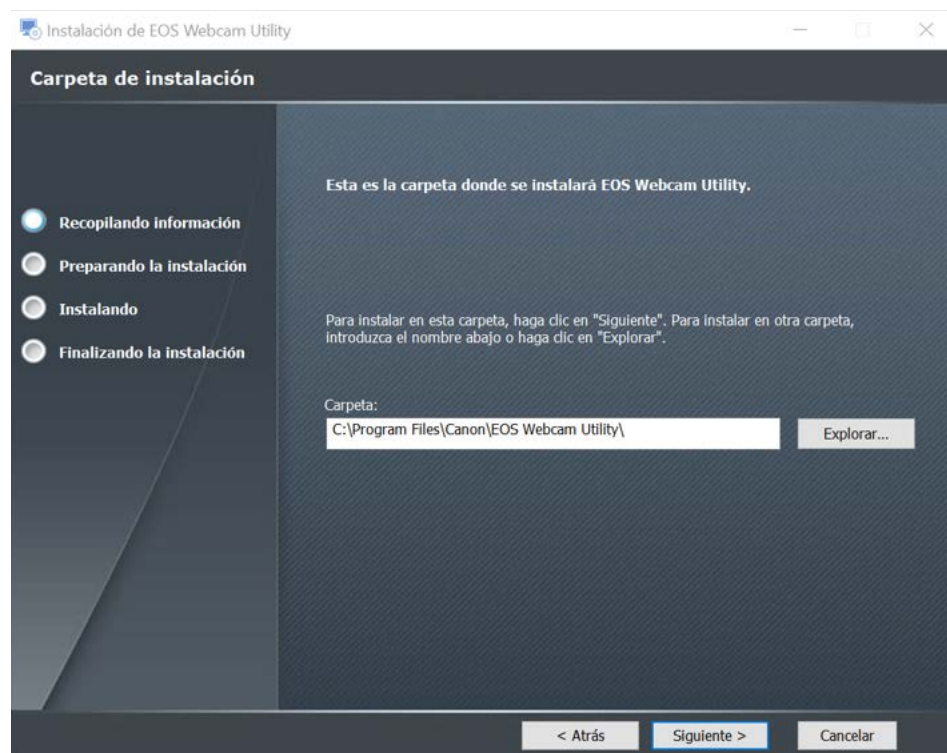 Instalación de EOS Webcam Utility
Carpeta de instalación
Recopilando información
Preparando la instalación
Instalando
Finalizando la instalación
Esta es la carpeta donde se instalará EOS Webcam Utility.
Para instalar en esta carpeta, haga clic en "Siguiente". Para instalar en otra carpeta,
introduzca el nombre abajo o haga clic en "Explorar".
Carpeta:
C:\Program Files\Canon\EOS Webcam Utility\
Explorar...
< Atrás
Siguiente >
Cancelar